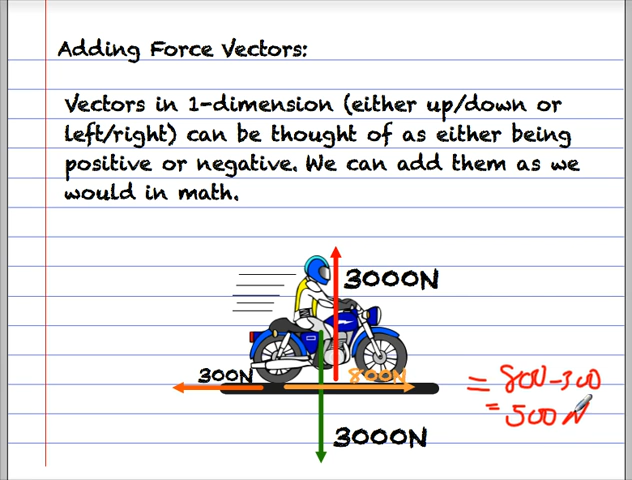 Adding Force Vectors:
Vectors in 1-dimension (either up/down or
left/right) can be thought of as either being
positive or negative. We can add them as we
would in math.
3000N
300N
800N
= 800 - 300
= 500 N
3000N